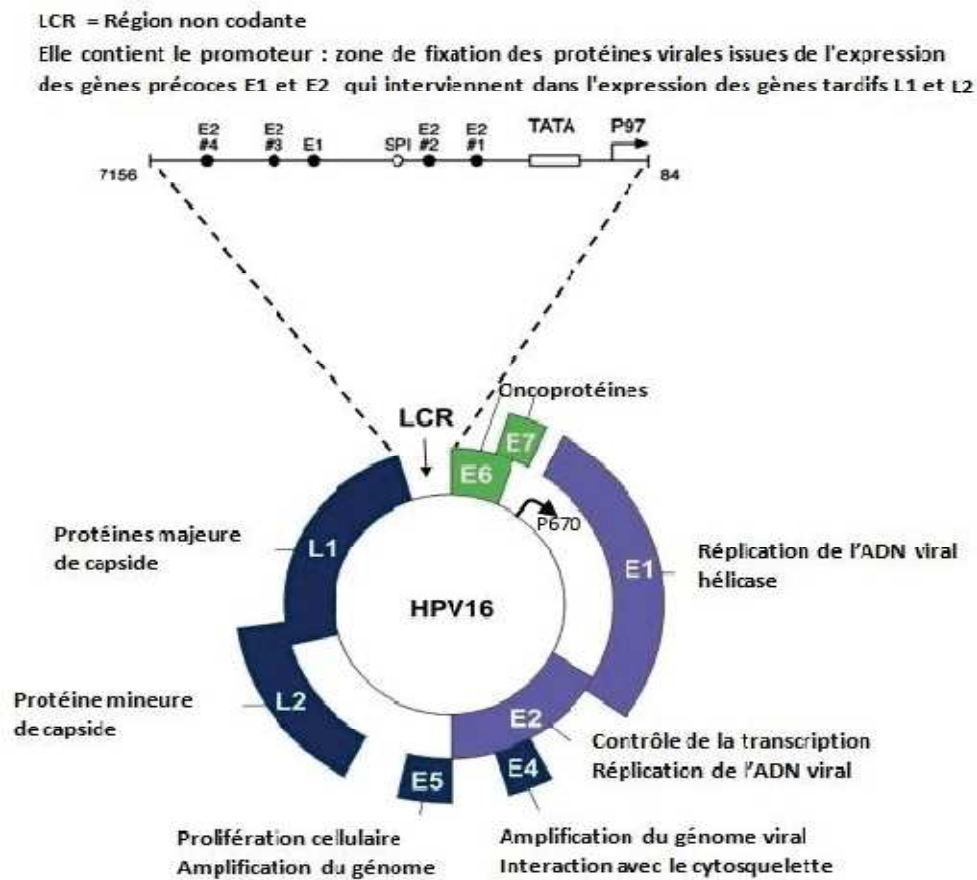 LCR = Région non codante
Elle contient le promoteur : zone de fixation des protéines virales issues de l'expression
des gènes précoces E1 et E2 qui interviennent dans l'expression des gènes tardifs L1 et L2
E2 #4
E2 #3
E1
SPI
E2 #2
E2 #1
TATA
P97
7156
84
Oncoprotéines
LCR
E7
E6
P670
Protéines majeure
de capside
L1
E1
Réplication de l'ADN viral
hélicase
HPV16
Protéine mineure
de capside
L2
E2
Contrôle de la transcription
Réplication de l'ADN viral
E5
E4
Prolifération cellulaire
Amplification du génome
Amplification du génome viral
Interaction avec le cytosquelette